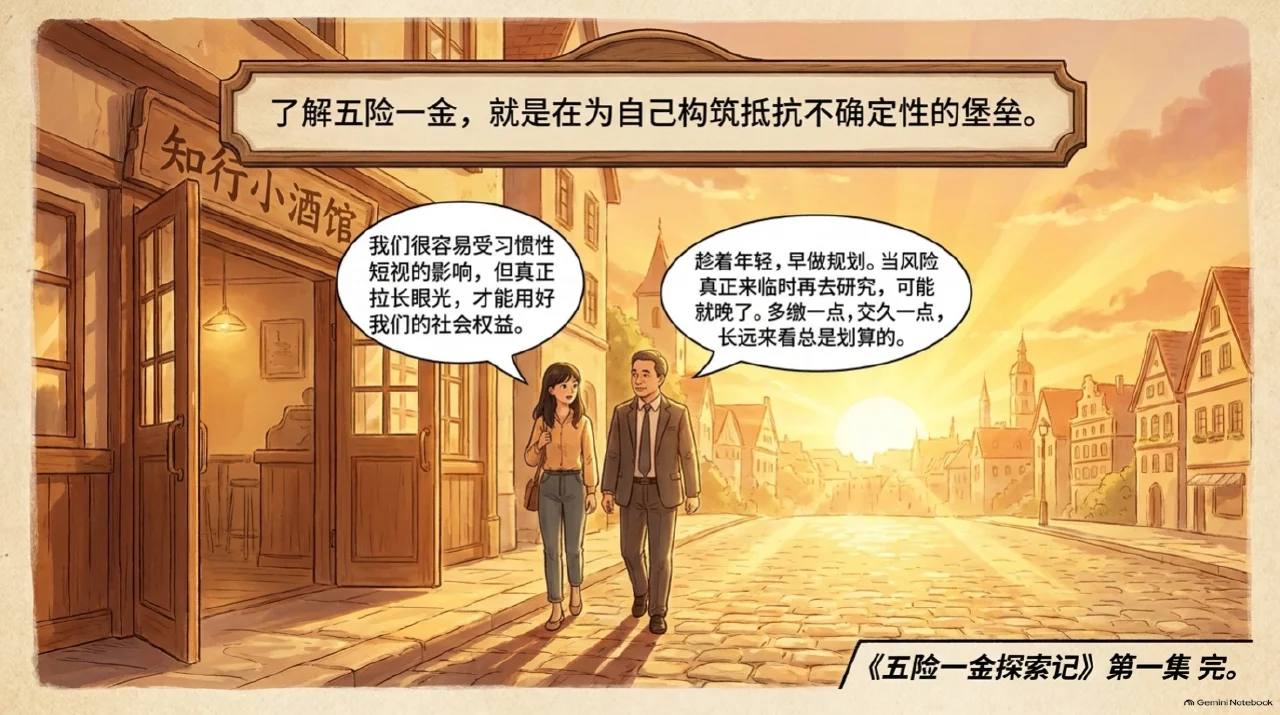 了解五险一金，就是在为自己构筑抵抗不确定性的堡垒。
知行小酒馆
我们很容易受习惯性
短视的影响，但真正
拉长眼光，才能用好
我们的社会权益。
趁着年轻，早做规划。当风险
真正来临时再去研究，可能
就晚了。多缴一点，交久一点，
长远来看总是划算的。
《五险一金探索记》第一集 完。
Gemini Notebook